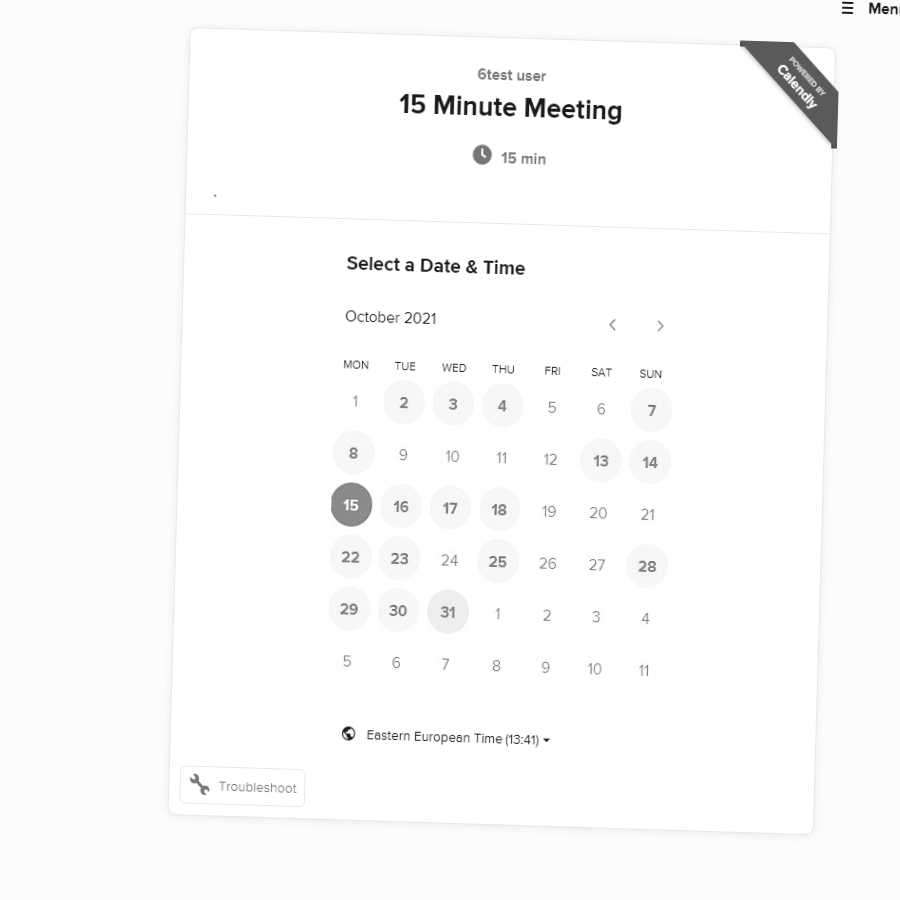 ☰ Menu
POWERED BY
Calendly
6test user
15 Minute Meeting
15 min
Select a Date & Time
October 2021
MON TUE WED THU FRI SAT SUN
1 2 3 4 5 6 7
8 9 10 11 12 13 14
15 16 17 18 19 20 21
22 23 24 25 26 27 28
29 30 31 1 2 3 4
5 6 7 8 9 10 11
Eastern European Time (13:41)
Troubleshoot